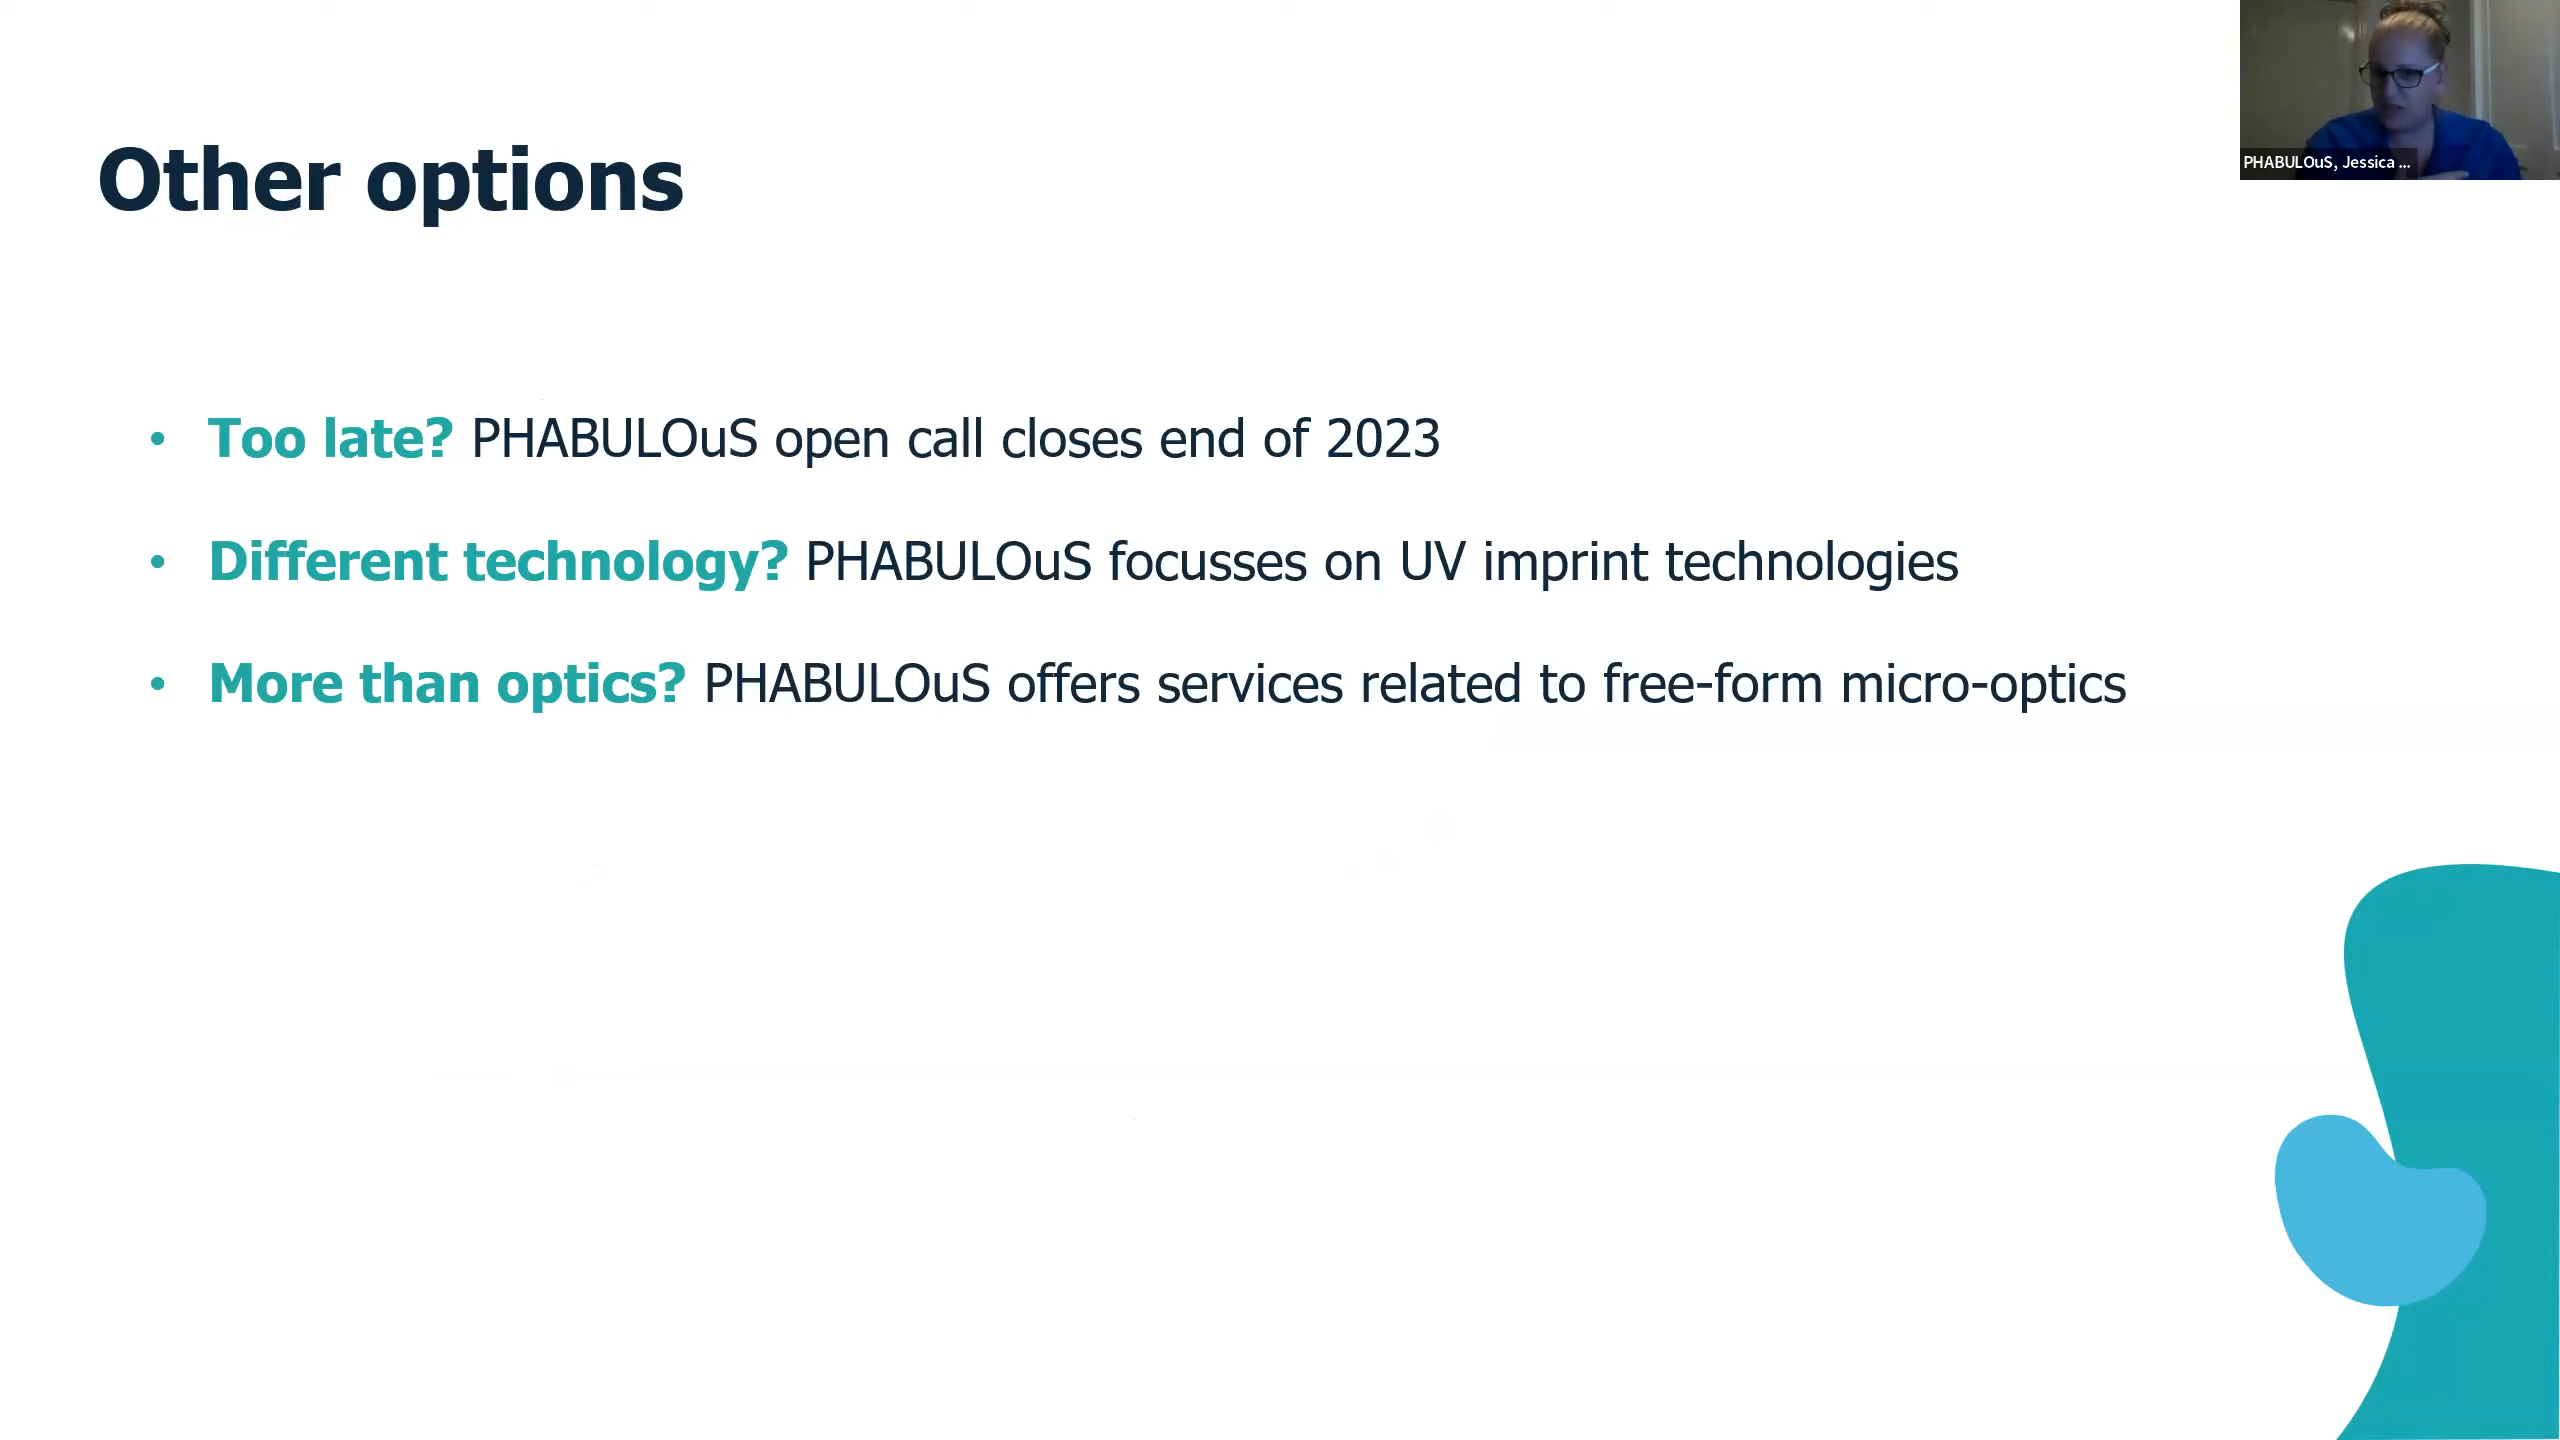 Other options
PHABULOuS, Jessica ...
• Too late? PHABULOuS open call closes end of 2023
• Different technology? PHABULOuS focusses on UV imprint technologies
• More than optics? PHABULOuS offers services related to free-form micro-optics